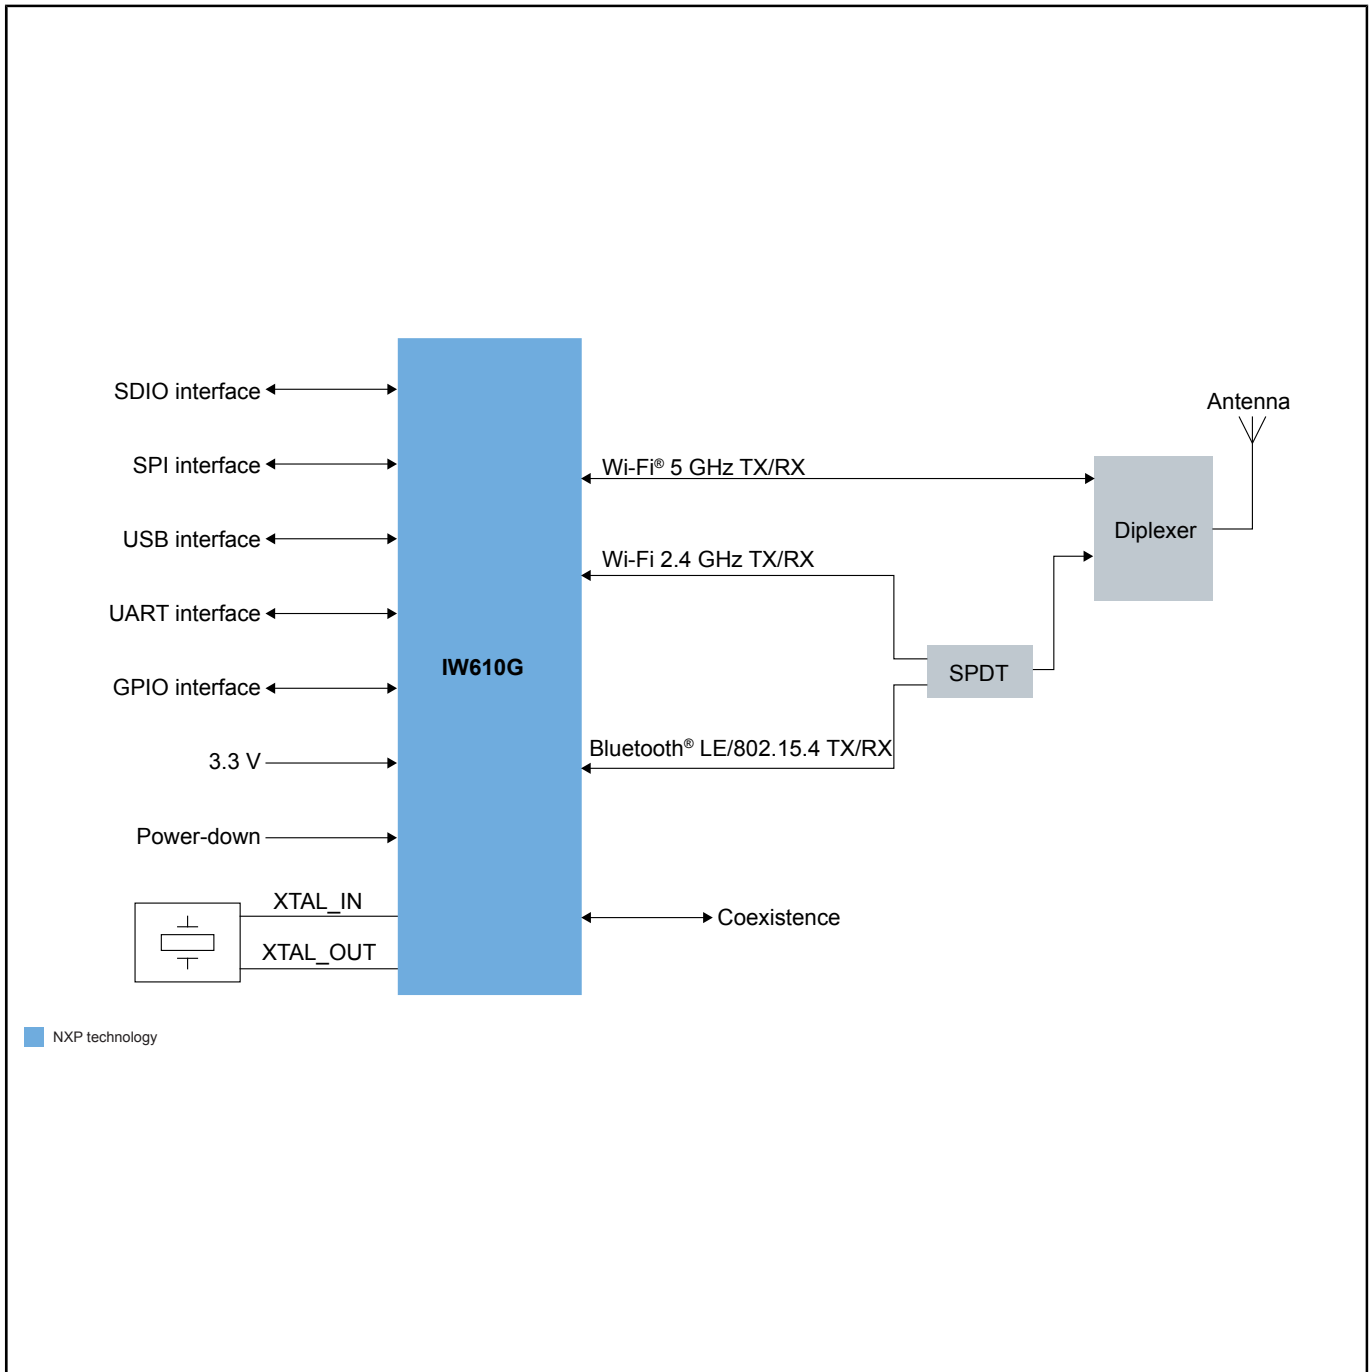 SDIO interface
SPI interface
USB interface
UART interface
GPIO interface
3.3 V
Power-down
XTAL_IN
XTAL_OUT
IW610G
Wi-Fi® 5 GHz TX/RX
Wi-Fi 2.4 GHz TX/RX
Bluetooth® LE/802.15.4 TX/RX
Coexistence
SPDT
Diplexer
Antenna
NXP technology